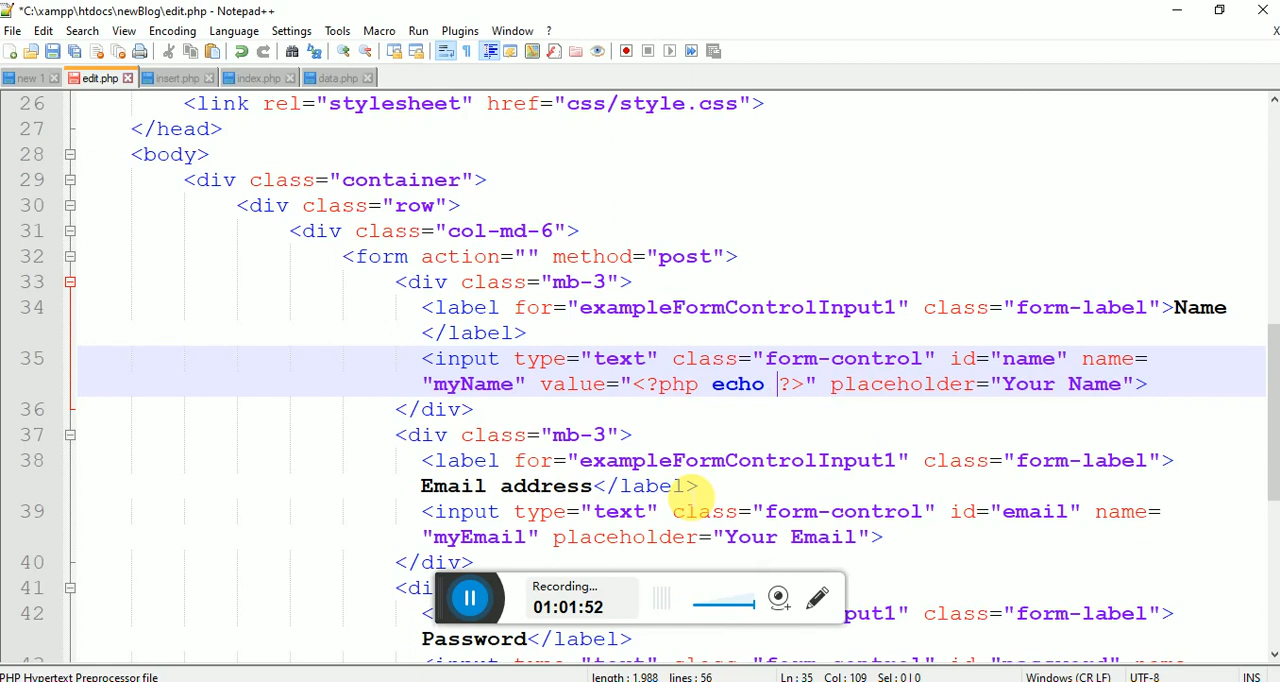 *C:\xampp\htdocs\newBlog\edit.php - Notepad++
File Edit Search View Encoding Language Settings Tools Macro Run Plugins Window ? X
new 1 edit.php insert.php index.php data.php
26 <link rel="stylesheet" href="css/style.css">
27 </head>
28 <body>
29 <div class="container">
30 <div class="row">
31 <div class="col-md-6">
32 <form action="" method="post">
33 <div class="mb-3">
34 <label for="exampleFormControlInput1" class="form-label">Name
</label>
35 <input type="text" class="form-control" id="name" name=
"myName" value="<?php echo ?>" placeholder="Your Name">
36 </div>
37 <div class="mb-3">
38 <label for="exampleFormControlInput1" class="form-label">
Email address</label>
39 <input type="text" class="form-control" id="email" name=
"myEmail" placeholder="Your Email">
40 </div>
41 <di
42 < put1" class="form-label">
Password</label>
Recording...
01:01:52
PHP Hypertext Preprocessor file length : 1,988 lines : 56 Ln : 35 Col : 109 Sel : 0 | 0 Windows (CR LF) UTF-8 INS